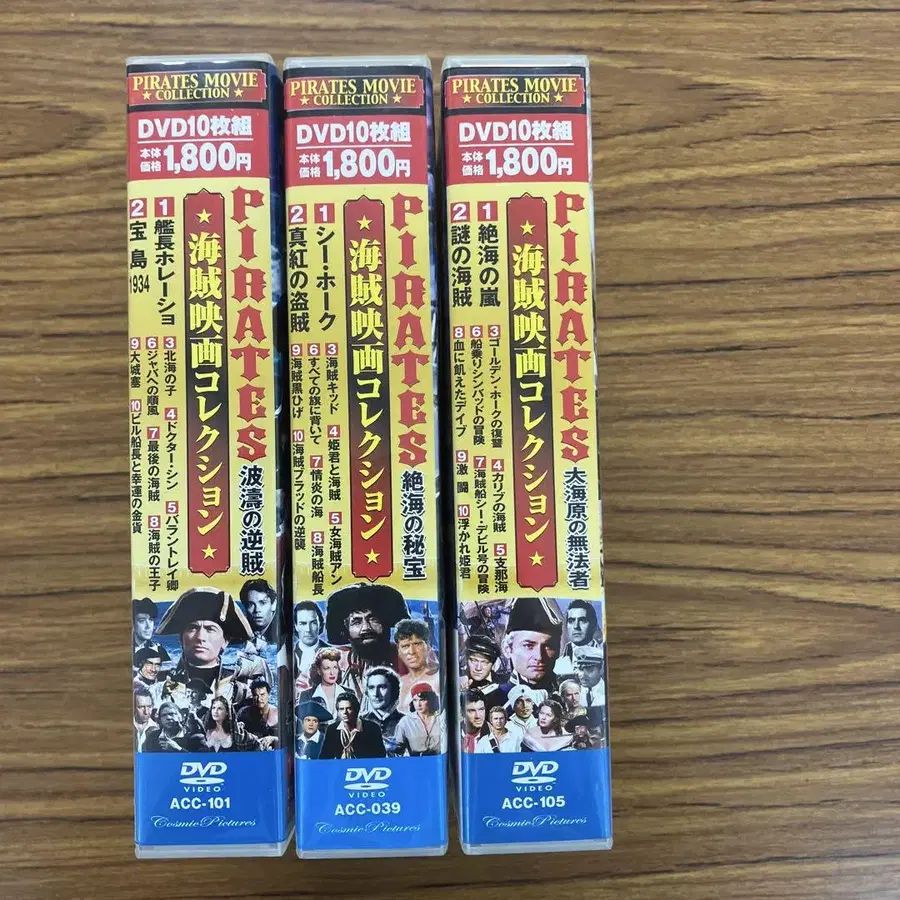 PIRATES MOVIE
★ COLLECTION ★
DVD10枚組
本体価格1,800円
PIRATES
★海賊映画コレクション★
波濤の逆賊
1 艦長ホレーショ
2 宝島1934
3 北海の子
4 ドクター・シン
5 バラントレイ卿
6 ジャバへの順風
7 最後の海賊
8 海賊の王子
9 大城塞
10 ビル船長と幸運の金貨
DVD
VIDEO
ACC-101
Cosmic Pictures
PIRATES MOVIE
★ COLLECTION ★
DVD10枚組
本体価格1,800円
PIRATES
★海賊映画コレクション★
絶海の秘宝
1 シー・ホーク
2 真紅の盗賊
3 海賊キッド
4 姫君と海賊
5 女海賊アン
6 すべての旗に背いて
7 情炎の海
8 海賊船長
9 海賊黒ひげ
10 海賊ブラッドの逆襲
DVD
VIDEO
ACC-039
Cosmic Pictures
PIRATES MOVIE
★ COLLECTION ★
DVD10枚組
本体価格1,800円
PIRATES
★海賊映画コレクション★
大海原の無法者
1 絶海の嵐
2 謎の海賊
3 ゴールデン・ホークの復讐
4 カリブの海賊
5 支那海
6 船乗りシンバッドの冒険
7 海賊船シー・デビル号の冒険
8 血に飢えたデイブ
9 激闘
10 浮かれ姫君
DVD
VIDEO
ACC-105
Cosmic Pictures